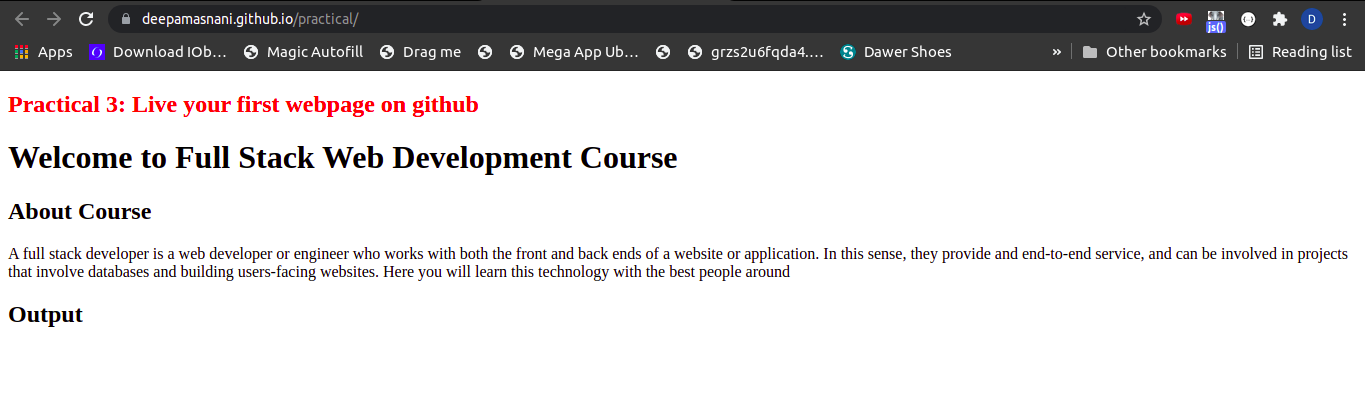 deepamasnani.github.io/practical/
js()
D
Apps
Download IOb…
Magic Autofill
Drag me
Mega App Ub…
grzs2u6fqda4.…
Dawer Shoes
»
Other bookmarks
Reading list
Practical 3: Live your first webpage on github
Welcome to Full Stack Web Development Course
About Course
A full stack developer is a web developer or engineer who works with both the front and back ends of a website or application. In this sense, they provide and end-to-end service, and can be involved in projects
that involve databases and building users-facing websites. Here you will learn this technology with the best people around
Output